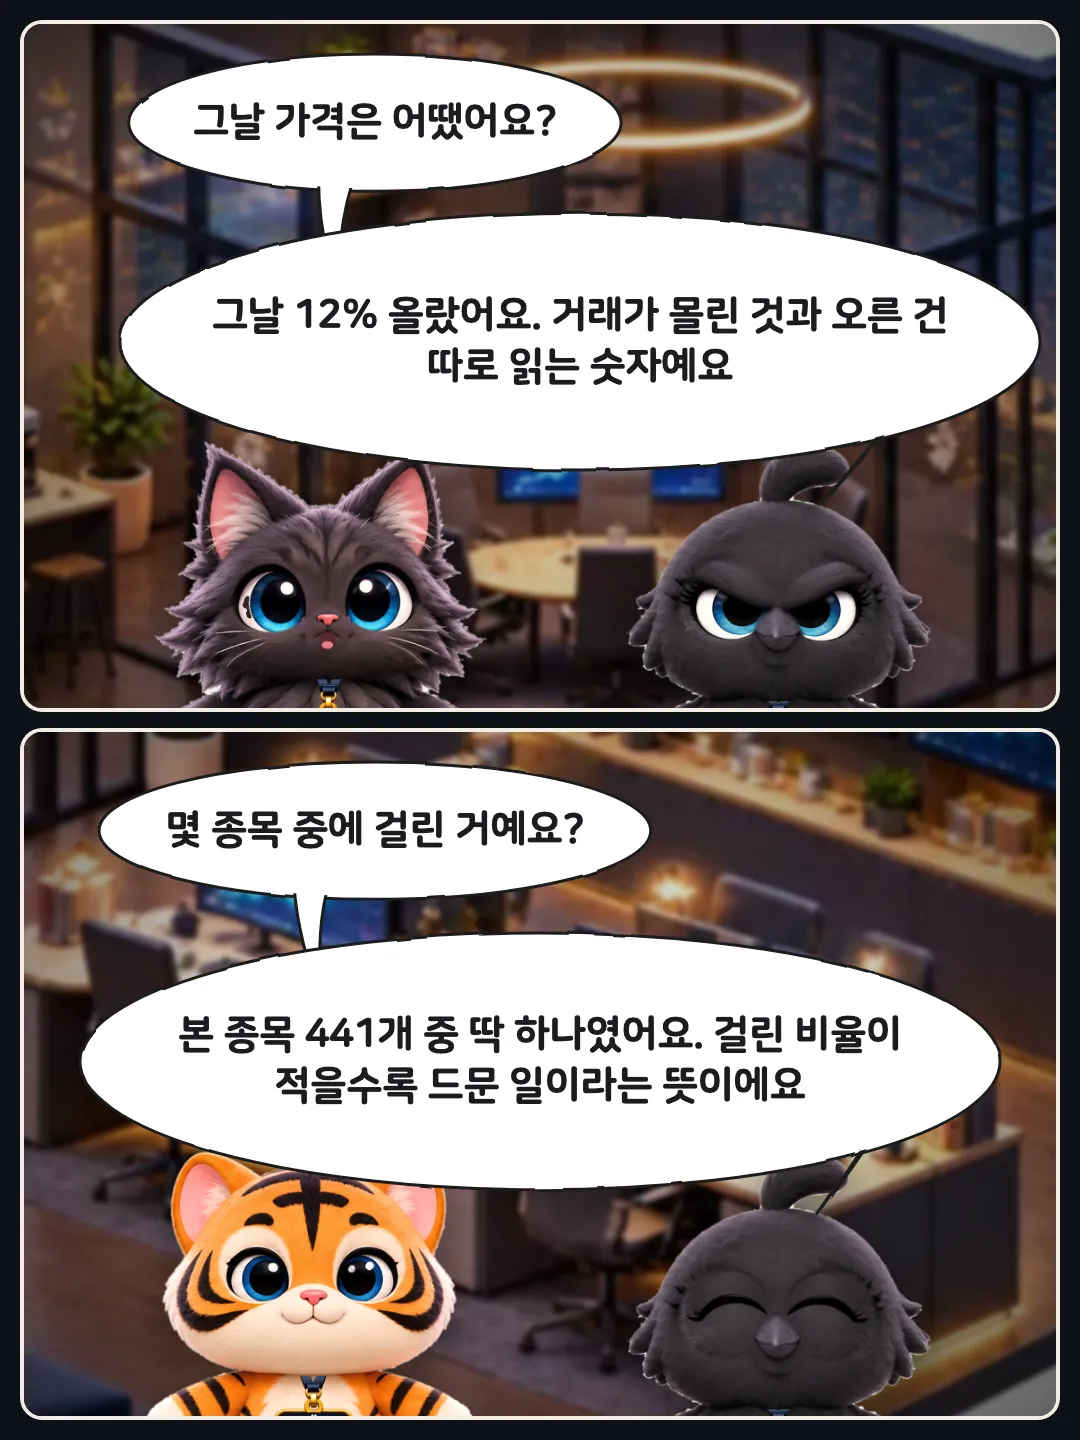 그날 가격은 어땠어요?
그날 12% 올랐어요. 거래가 몰린 것과 오른 건
따로 읽는 숫자예요
몇 종목 중에 걸린 거예요?
본 종목 441개 중 딱 하나였어요. 걸린 비율이
적을수록 드문 일이라는 뜻이에요